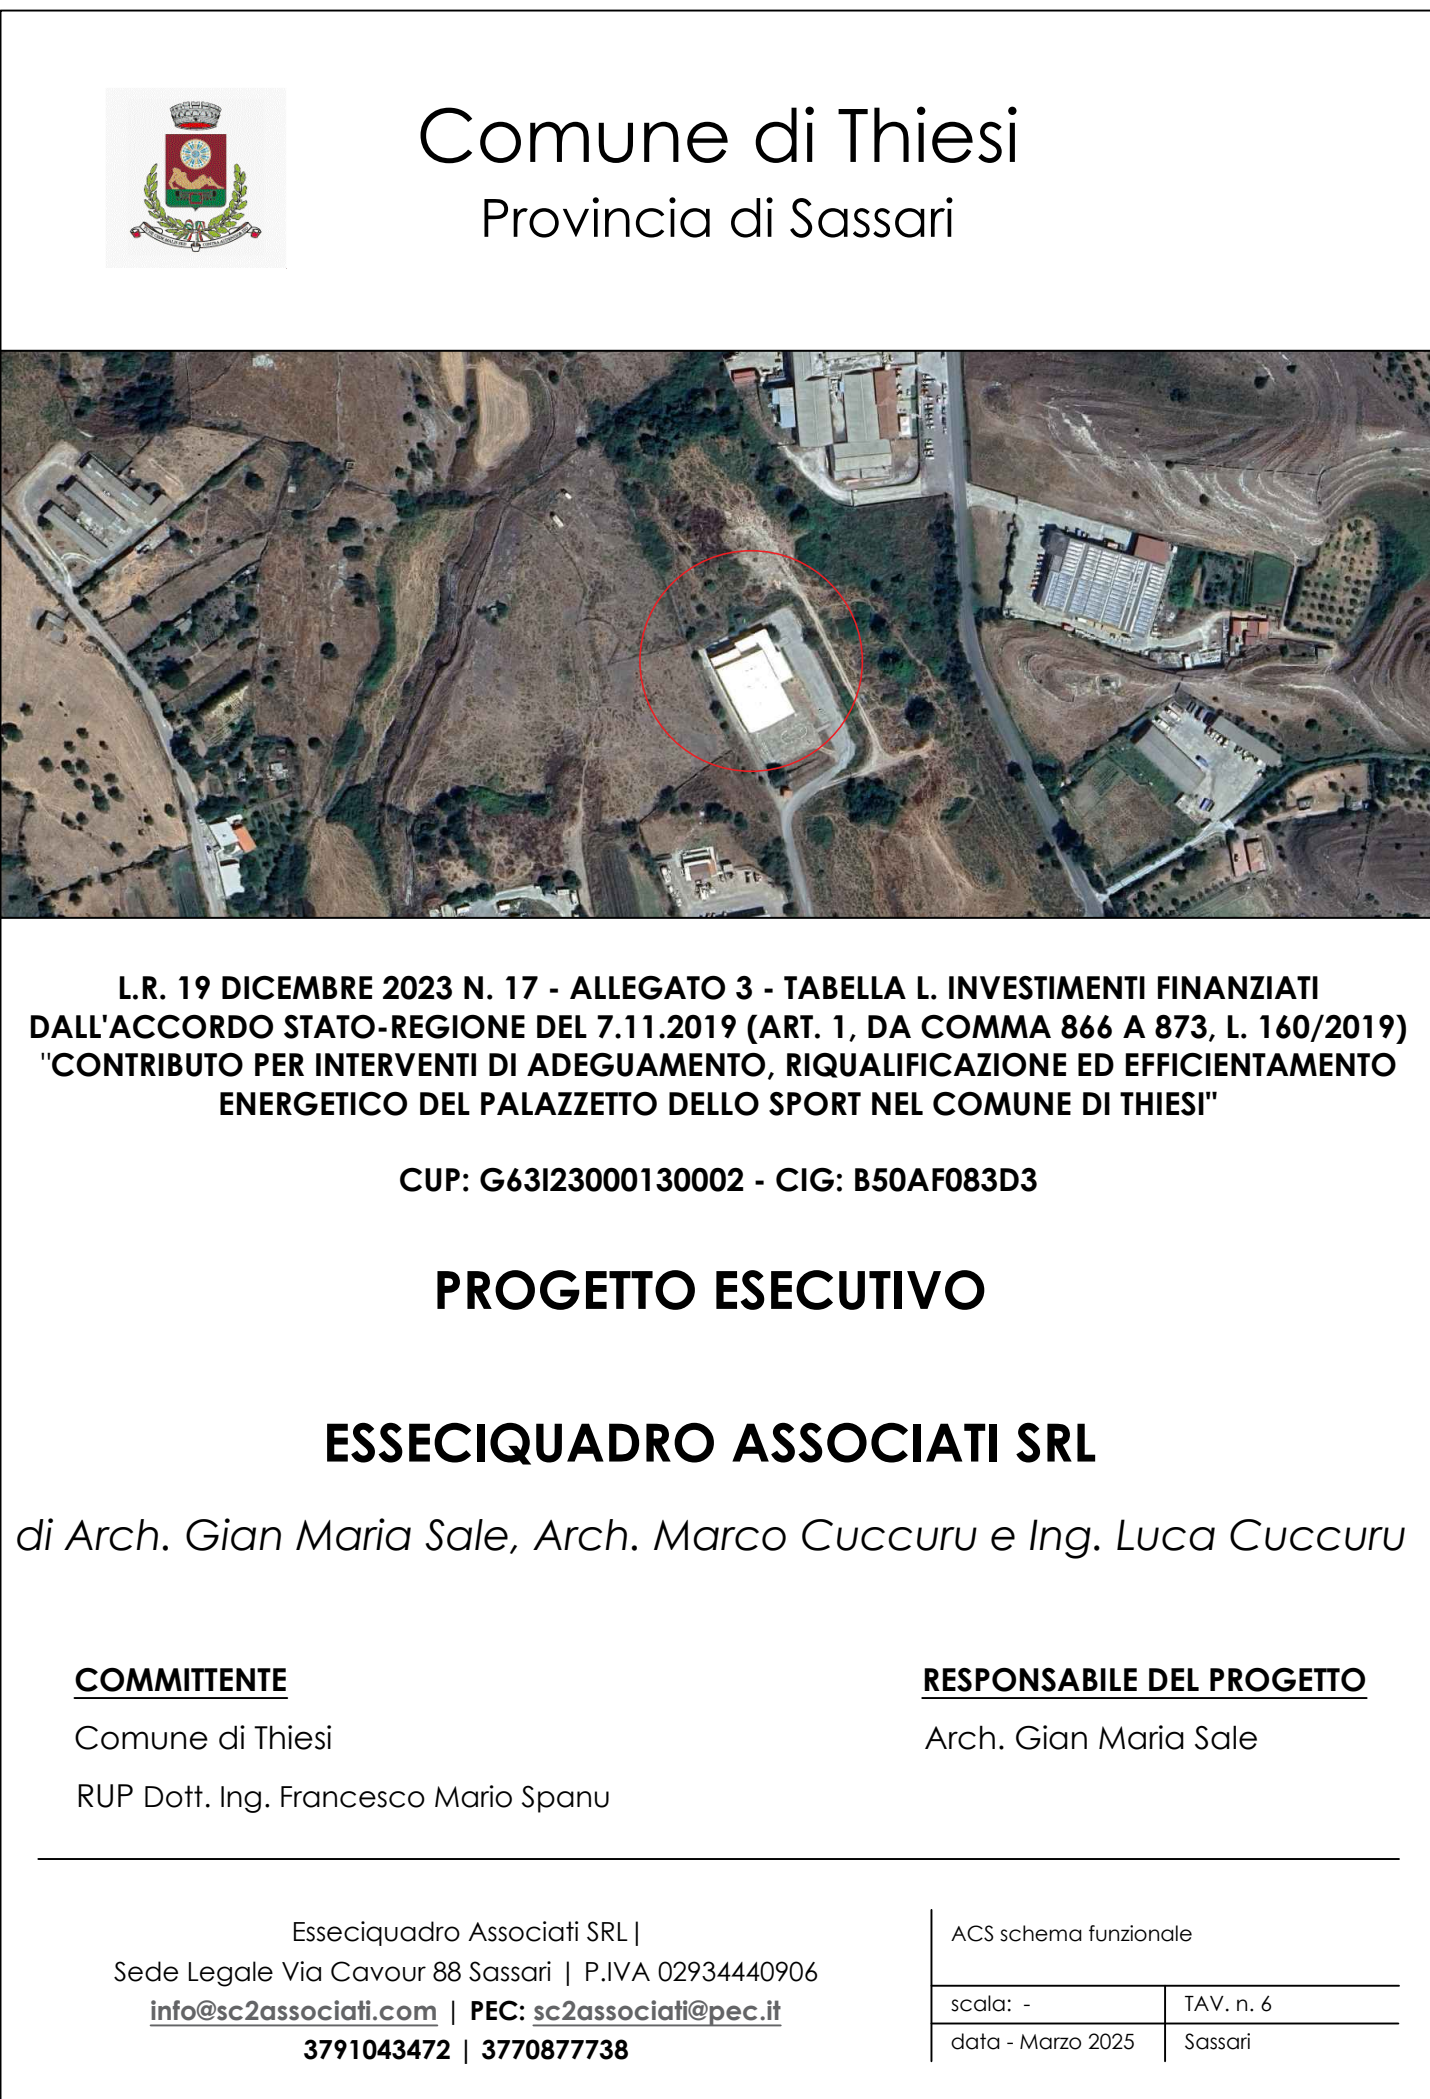 Comune di Thiesi
Provincia di Sassari
L.R. 19 DICEMBRE 2023 N. 17 - ALLEGATO 3 - TABELLA L. INVESTIMENTI FINANZIATI
DALL'ACCORDO STATO-REGIONE DEL 7.11.2019 (ART. 1, DA COMMA 866 A 873, L. 160/2019)
"CONTRIBUTO PER INTERVENTI DI ADEGUAMENTO, RIQUALIFICAZIONE ED EFFICIENTAMENTO
ENERGETICO DEL PALAZZETTO DELLO SPORT NEL COMUNE DI THIESI"
CUP: G63I23000130002 - CIG: B50AF083D3
PROGETTO ESECUTIVO
ESSECIQUADRO ASSOCIATI SRL
di Arch. Gian Maria Sale, Arch. Marco Cuccuru e Ing. Luca Cuccuru
COMMITTENTE
Comune di Thiesi
RUP Dott. Ing. Francesco Mario Spanu
RESPONSABILE DEL PROGETTO
Arch. Gian Maria Sale
Esseciquadro Associati SRL|
Sede Legale Via Cavour 88 Sassari | P.IVA 02934440906
info@sc2associati.com | PEC: sc2associati@pec.it
3791043472 | 3770877738
ACS schema funzionale
scala: - TAV. n. 6
data - Marzo 2025 Sassari